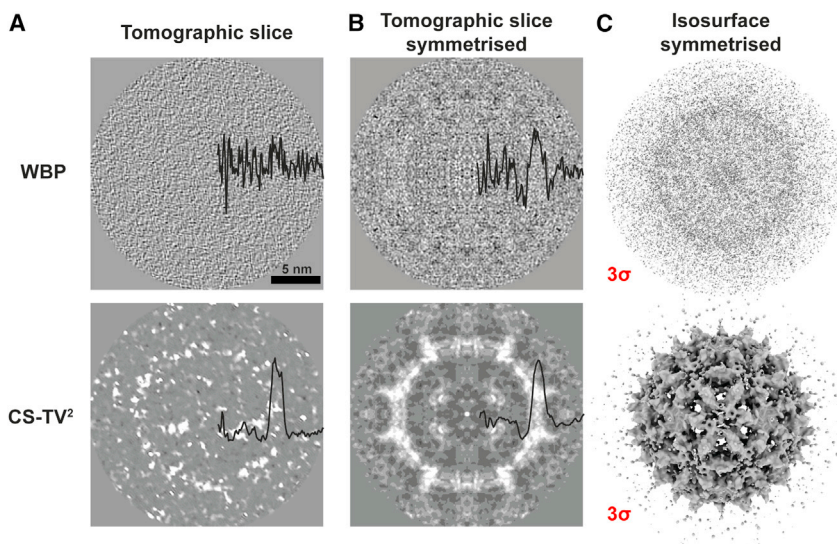 A
Tomographic slice
B
Tomographic slice
symmetrised
C
Isosurface
symmetrised
WBP
5 nm
3σ
CS-TV²
3σ